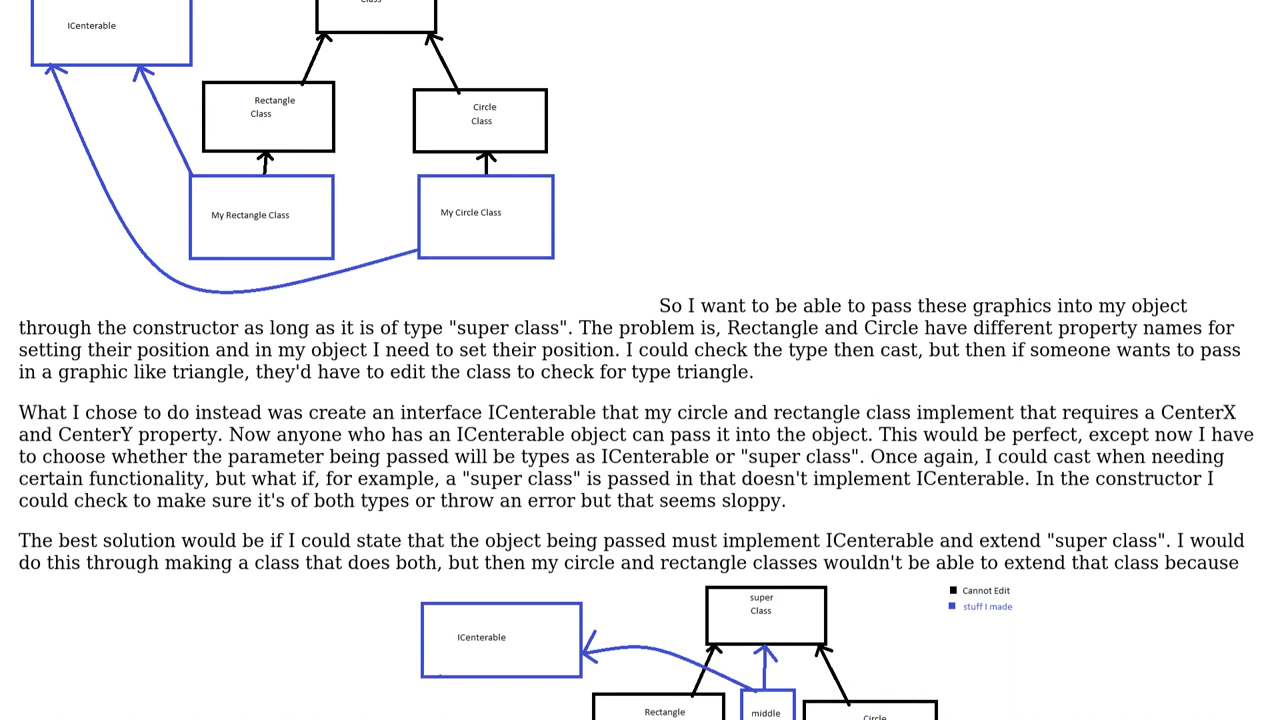 Class
ICenterable
Rectangle
Class
Circle
Class
My Rectangle Class
My Circle Class
So I want to be able to pass these graphics into my object
through the constructor as long as it is of type "super class". The problem is, Rectangle and Circle have different property names for
setting their position and in my object I need to set their position. I could check the type then cast, but then if someone wants to pass
in a graphic like triangle, they'd have to edit the class to check for type triangle.
What I chose to do instead was create an interface ICenterable that my circle and rectangle class implement that requires a CenterX
and CenterY property. Now anyone who has an ICenterable object can pass it into the object. This would be perfect, except now I have
to choose whether the parameter being passed will be types as ICenterable or "super class". Once again, I could cast when needing
certain functionality, but what if, for example, a "super class" is passed in that doesn't implement ICenterable. In the constructor I
could check to make sure it's of both types or throw an error but that seems sloppy.
The best solution would be if I could state that the object being passed must implement ICenterable and extend "super class". I would
do this through making a class that does both, but then my circle and rectangle classes wouldn't be able to extend that class because
super
Class
Cannot Edit
stuff I made
ICenterable
Rectangle
middle
Circle